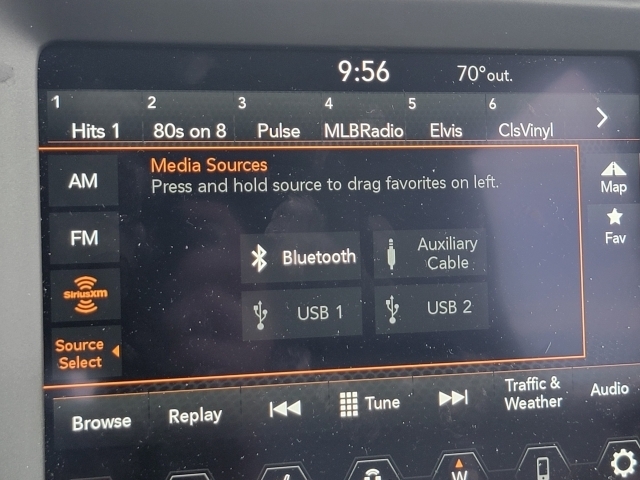 9:56 70°out.
1 2 3 4 5 6
Hits 1 80s on 8 Pulse MLBRadio Elvis ClsVinyl
Media Sources
Press and hold source to drag favorites on left.
AM
FM
SiriusXM
Source
Select
Bluetooth
Auxiliary
Cable
USB 1
USB 2
Map
Fav
Browse Replay Tune
Traffic &
Weather
Audio
W